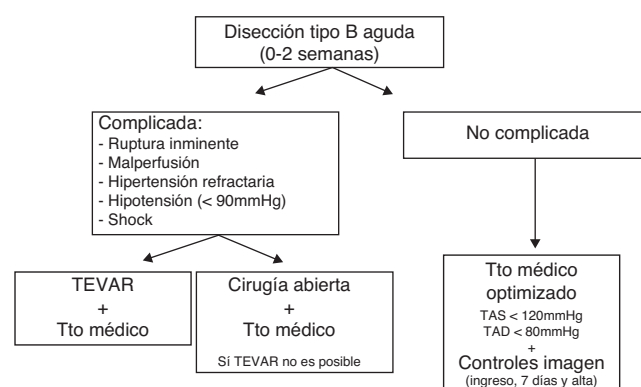 Disección tipo B aguda
(0-2 semanas)
Complicada:
- Ruptura inminente
- Malperfusión
- Hipertensión refractaria
- Hipotensión (< 90mmHg)
- Shock
No complicada
TEVAR
+
Tto médico
Cirugía abierta
+
Tto médico
Sí TEVAR no es posible
Tto médico
optimizado
TAS < 120mmHg
TAD < 80mmHg
+
Controles imagen
(ingreso, 7 días y alta)